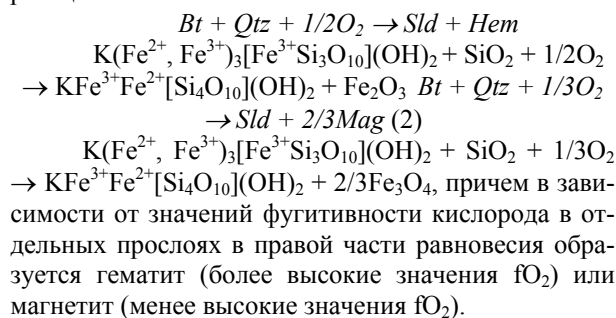 Bt + Qtz + 1/2O₂ → Sld + Hem
K(Fe²⁺, Fe³⁺)₃[Fe³⁺Si₃O₁₀](OH)₂ + SiO₂ + 1/2O₂
→ KFe³⁺Fe²⁺[Si₄O₁₀](OH)₂ + Fe₂O₃ Bt + Qtz + 1/3O₂
→ Sld + 2/3Mag (2)
K(Fe²⁺, Fe³⁺)₃[Fe³⁺Si₃O₁₀](OH)₂ + SiO₂ + 1/3O₂
→ KFe³⁺Fe²⁺[Si₄O₁₀](OH)₂ + 2/3Fe₃O₄, причем в зави-
симости от значений фугитивности кислорода в от-
дельных прослоях в правой части равновесия обра-
зуется гематит (более высокие значения fO₂) или
магнетит (менее высокие значения fO₂).